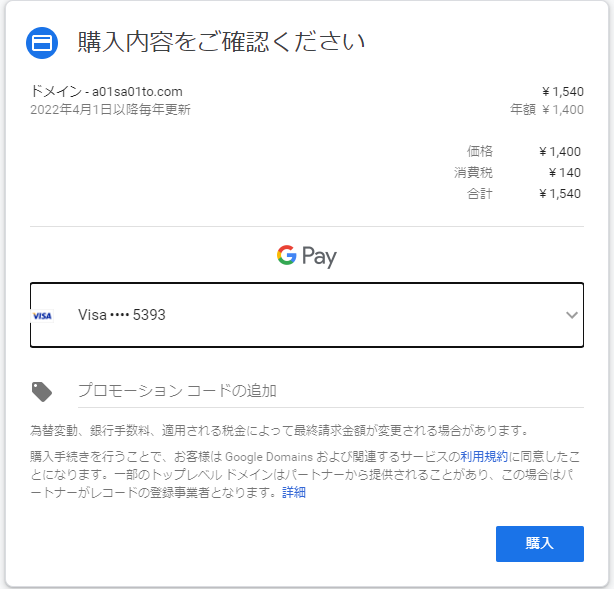 購入内容をご確認ください
ドメイン - a01sa01to.com ¥1,540
2022年4月1日以降毎年更新 年額 ¥1,400
価格 ¥1,400
消費税 ¥140
合計 ¥1,540
G Pay
VISA Visa •••• 5393
プロモーション コードの追加
為替変動、銀行手数料、適用される税金によって最終請求金額が変更される場合があります。
購入手続きを行うことで、お客様は Google Domains および関連するサービスの利用規約に同意したこ
とになります。一部のトップレベル ドメインはパートナーから提供されることがあり、この場合はパ
ートナーがレコードの登録事業者となります。詳細
購入